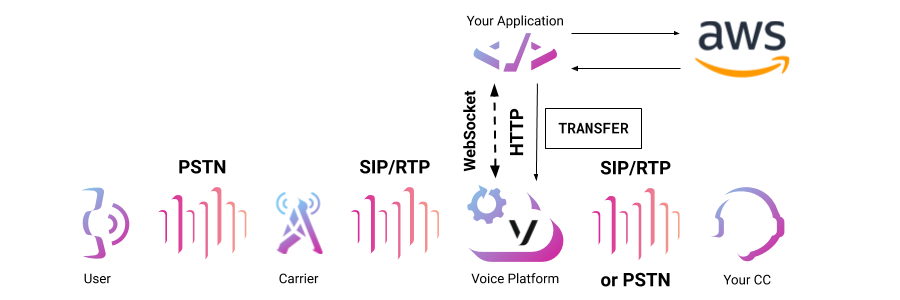 Your Application
aws
WebSocket
HTTP
TRANSFER
PSTN
SIP/RTP
SIP/RTP
User
Carrier
Voice Platform
or PSTN
Your CC